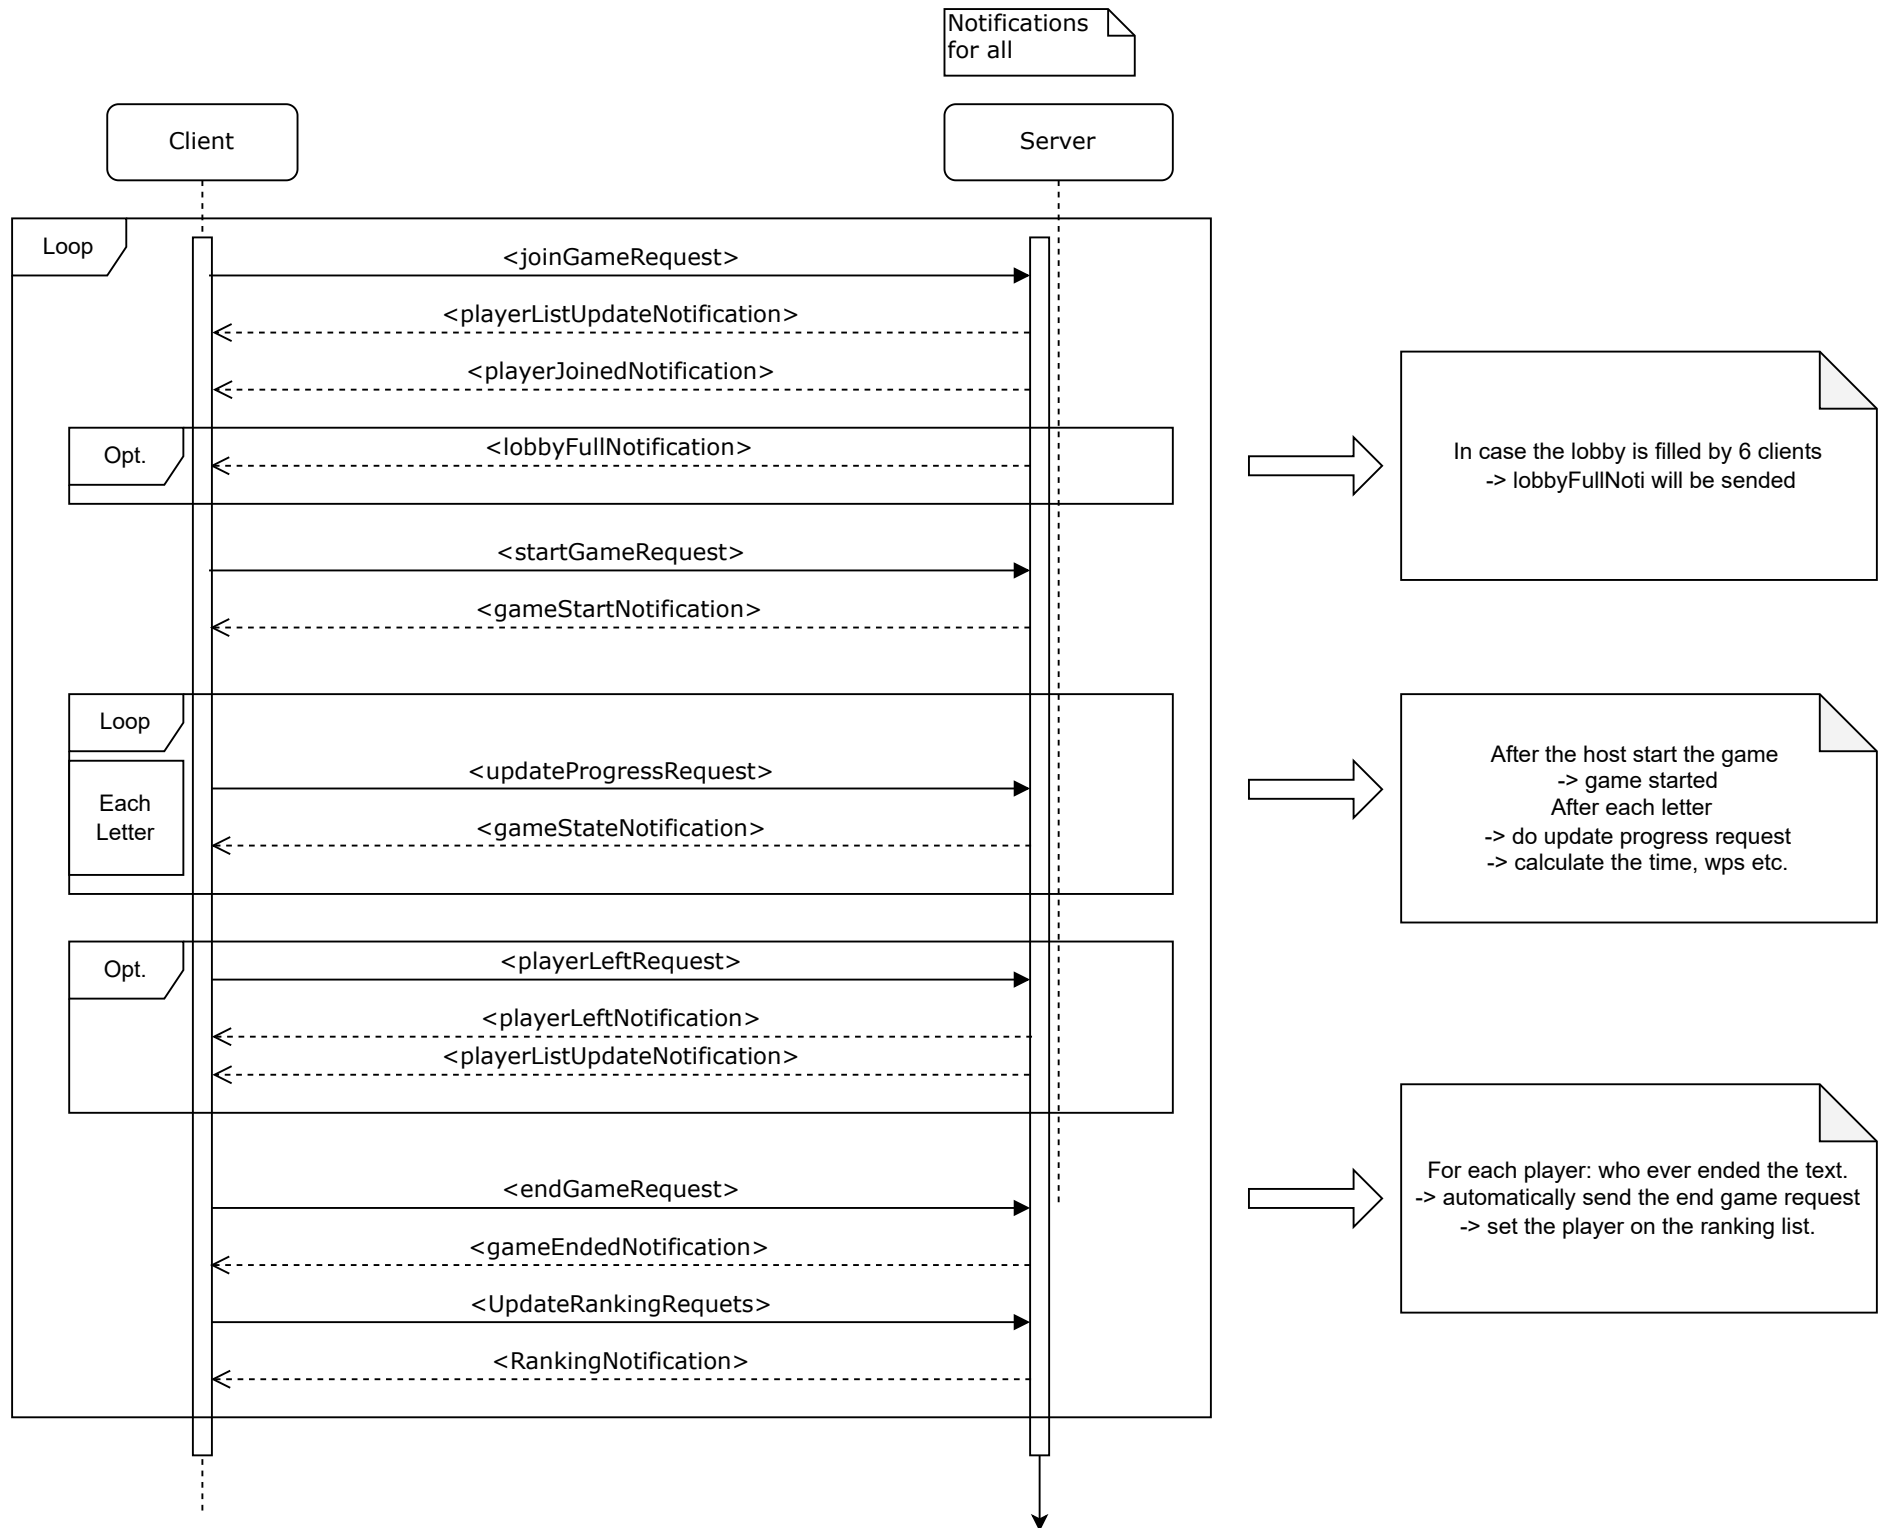 Notifications
for all
Client
Server
Loop
<joinGameRequest>
<playerListUpdateNotification>
<playerJoinedNotification>
Opt.
<lobbyFullNotification>
In case the lobby is filled by 6 clients
-> lobbyFullNoti will be sended
<startGameRequest>
<gameStartNotification>
Loop
Each
Letter
<updateProgressRequest>
<gameStateNotification>
After the host start the game
-> game started
After each letter
-> do update progress request
-> calculate the time, wps etc.
Opt.
<playerLeftRequest>
<playerLeftNotification>
<playerListUpdateNotification>
<endGameRequest>
<gameEndedNotification>
<UpdateRankingRequets>
<RankingNotification>
For each player: who ever ended the text.
-> automatically send the end game request
-> set the player on the ranking list.